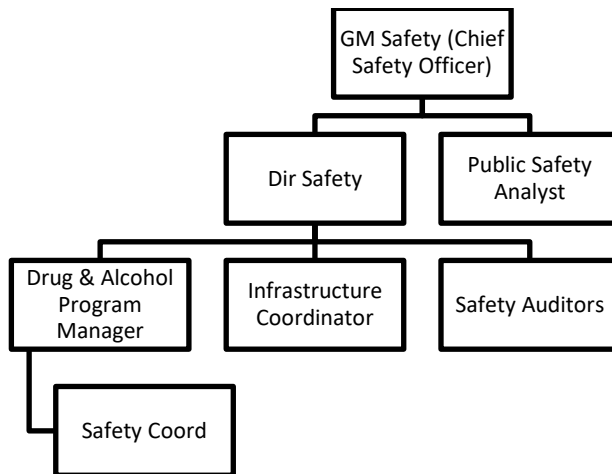 GM Safety (Chief
Safety Officer)
Dir Safety
Public Safety
Analyst
Drug & Alcohol
Program
Manager
Infrastructure
Coordinator
Safety Auditors
Safety Coord